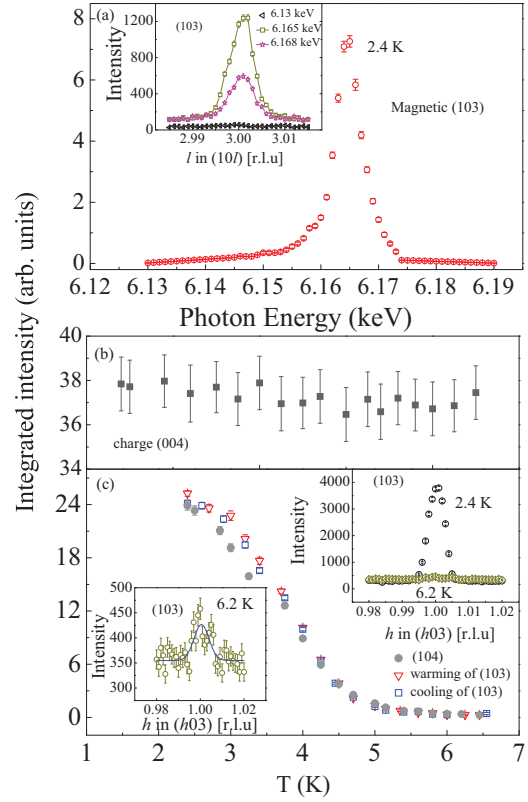 (a)
(103)
6.13 keV
6.165 keV
6.168 keV
1200
800
400
0
Intensity
2.99 3.00 3.01
l in (10l) [r.l.u]
2.4 K
Magnetic (103)
8
6
4
2
0
6.12 6.13 6.14 6.15 6.16 6.17 6.18 6.19
Photon Energy (keV)
Integrated intensity (arb. units)
40
38
36
34
(b)
charge (004)
(c)
24
18
12
6
0
(103)
2.4 K
6.2 K
4000
3000
2000
1000
0
Intensity
0.98 0.99 1.00 1.01 1.02
h in (h03) [r.l.u]
(103)
6.2 K
500
450
400
350
300
Intensity
0.98 1.00 1.02
h in (h03) [r.l.u]
(104)
warming of (103)
cooling of (103)
1 2 3 4 5 6 7
T (K)